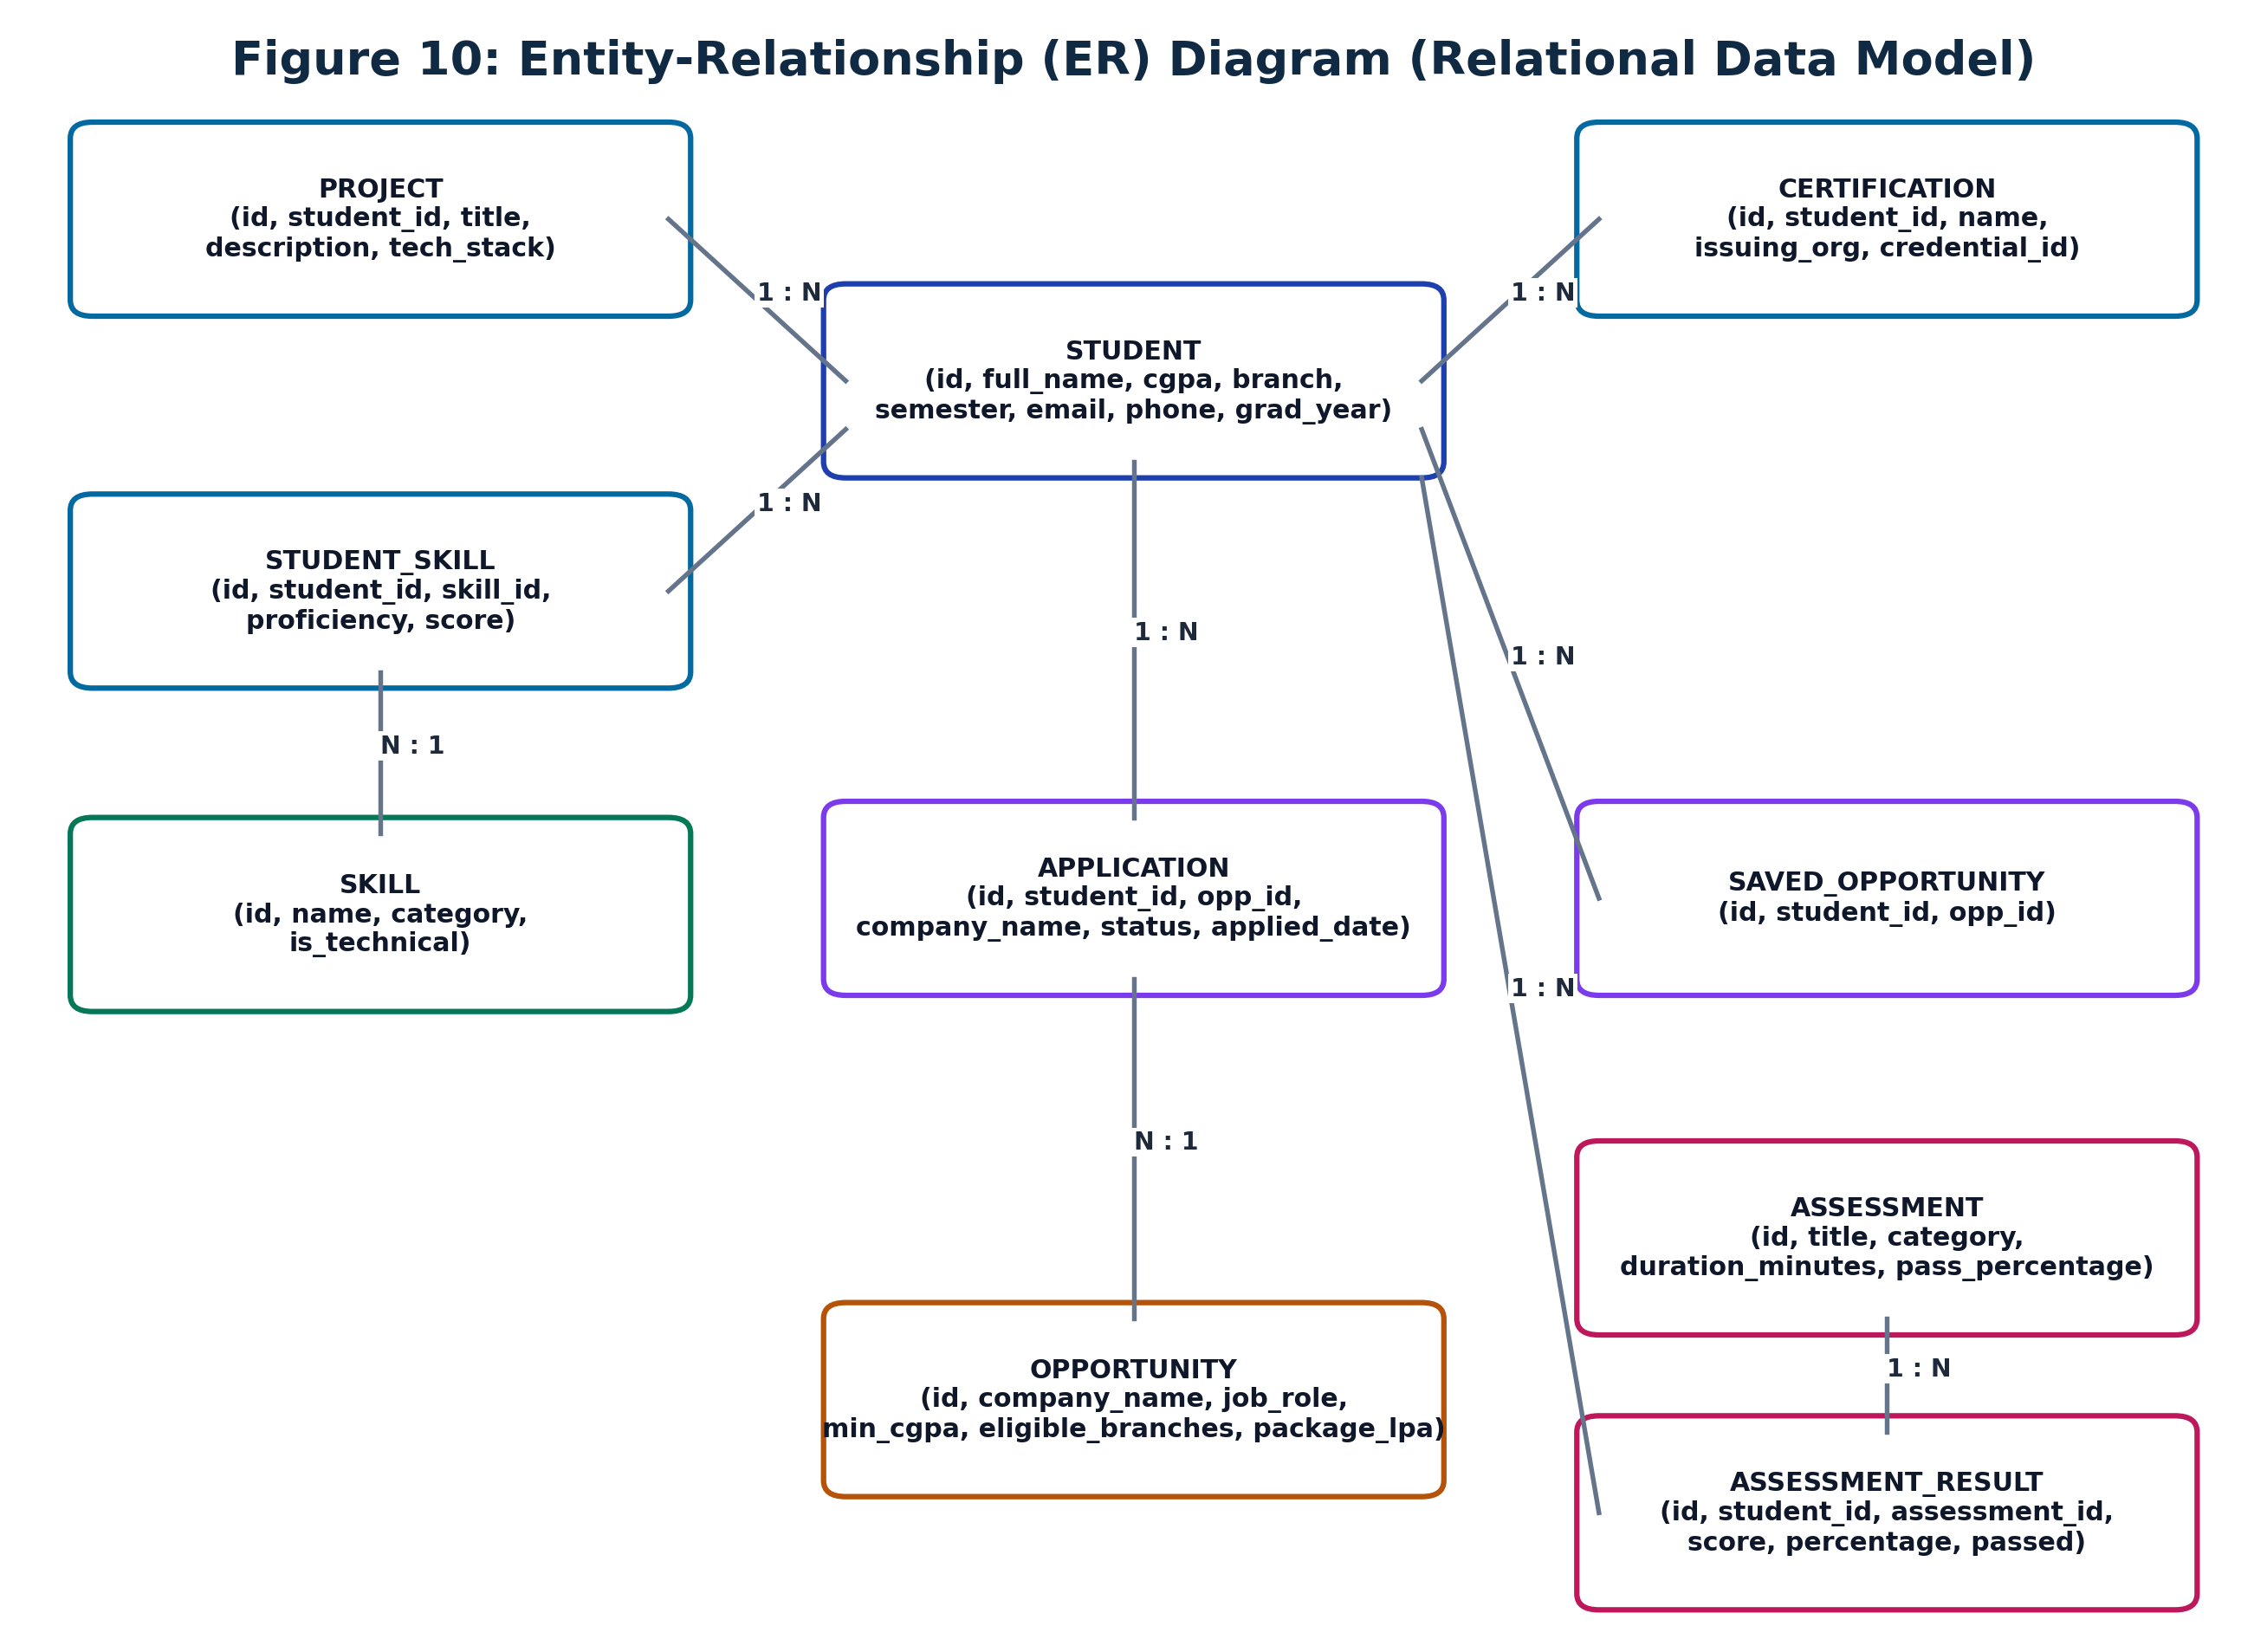 Figure 10: Entity-Relationship (ER) Diagram (Relational Data Model)
PROJECT
(id, student_id, title,
description, tech_stack)
CERTIFICATION
(id, student_id, name,
issuing_org, credential_id)
1 : N
1 : N
STUDENT
(id, full_name, cgpa, branch,
semester, email, phone, grad_year)
1 : N
STUDENT_SKILL
(id, student_id, skill_id,
proficiency, score)
1 : N
1 : N
N : 1
SKILL
(id, name, category,
is_technical)
APPLICATION
(id, student_id, opp_id,
company_name, status, applied_date)
SAVED_OPPORTUNITY
(id, student_id, opp_id)
1 : N
N : 1
ASSESSMENT
(id, title, category,
duration_minutes, pass_percentage)
1 : N
OPPORTUNITY
(id, company_name, job_role,
min_cgpa, eligible_branches, package_lpa)
ASSESSMENT_RESULT
(id, student_id, assessment_id,
score, percentage, passed)